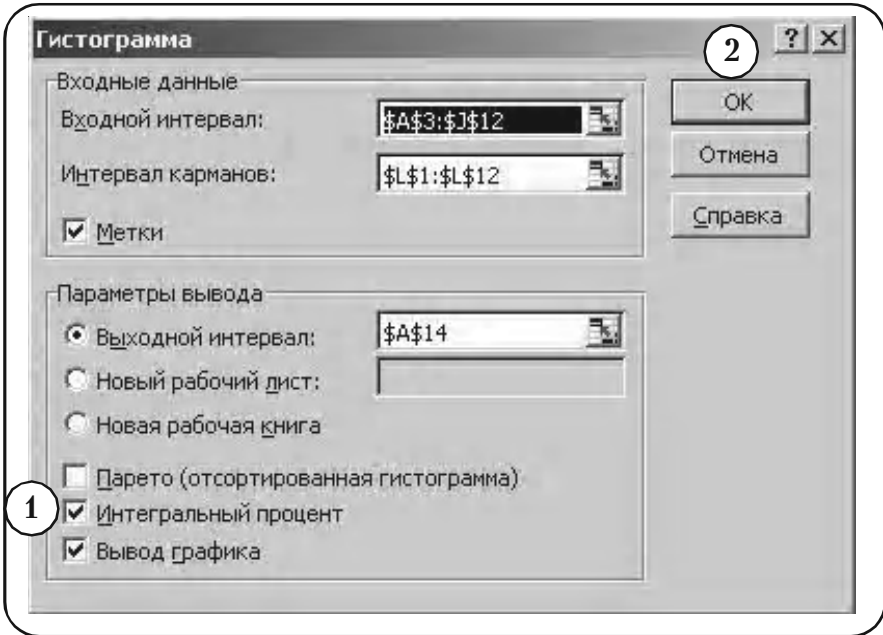 Гистограмма
2
Входные данные
Входной интервал: $A$3:$J$12
OK
Интервал карманов: $L$1:$L$12
Отмена
Метки
Справка
Параметры вывода
Выходной интервал: $A$14
Новый рабочий лист:
Новая рабочая книга
Парето (отсортированная гистограмма)
1 Интегральный процент
Вывод графика